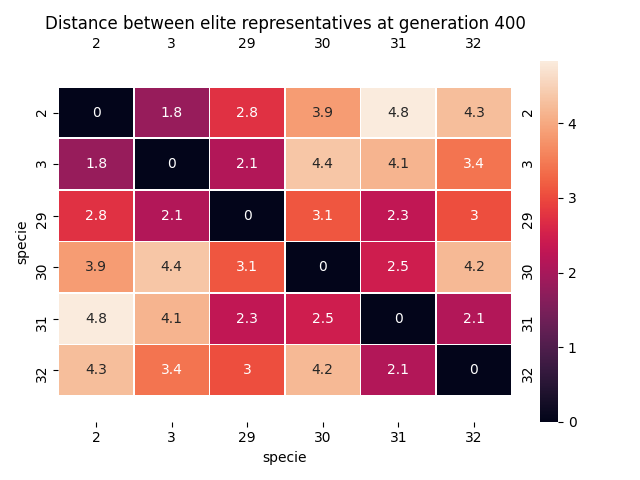 Distance between elite representatives at generation 400
2 3 29 30 31 32
2 0 1.8 2.8 3.9 4.8 4.3 2
3 1.8 0 2.1 4.4 4.1 3.4 3
29 2.8 2.1 0 3.1 2.3 3 29
30 3.9 4.4 3.1 0 2.5 4.2 30
31 4.8 4.1 2.3 2.5 0 2.1 31
32 4.3 3.4 3 4.2 2.1 0 32
2 3 29 30 31 32
specie
specie
4
3
2
1
0